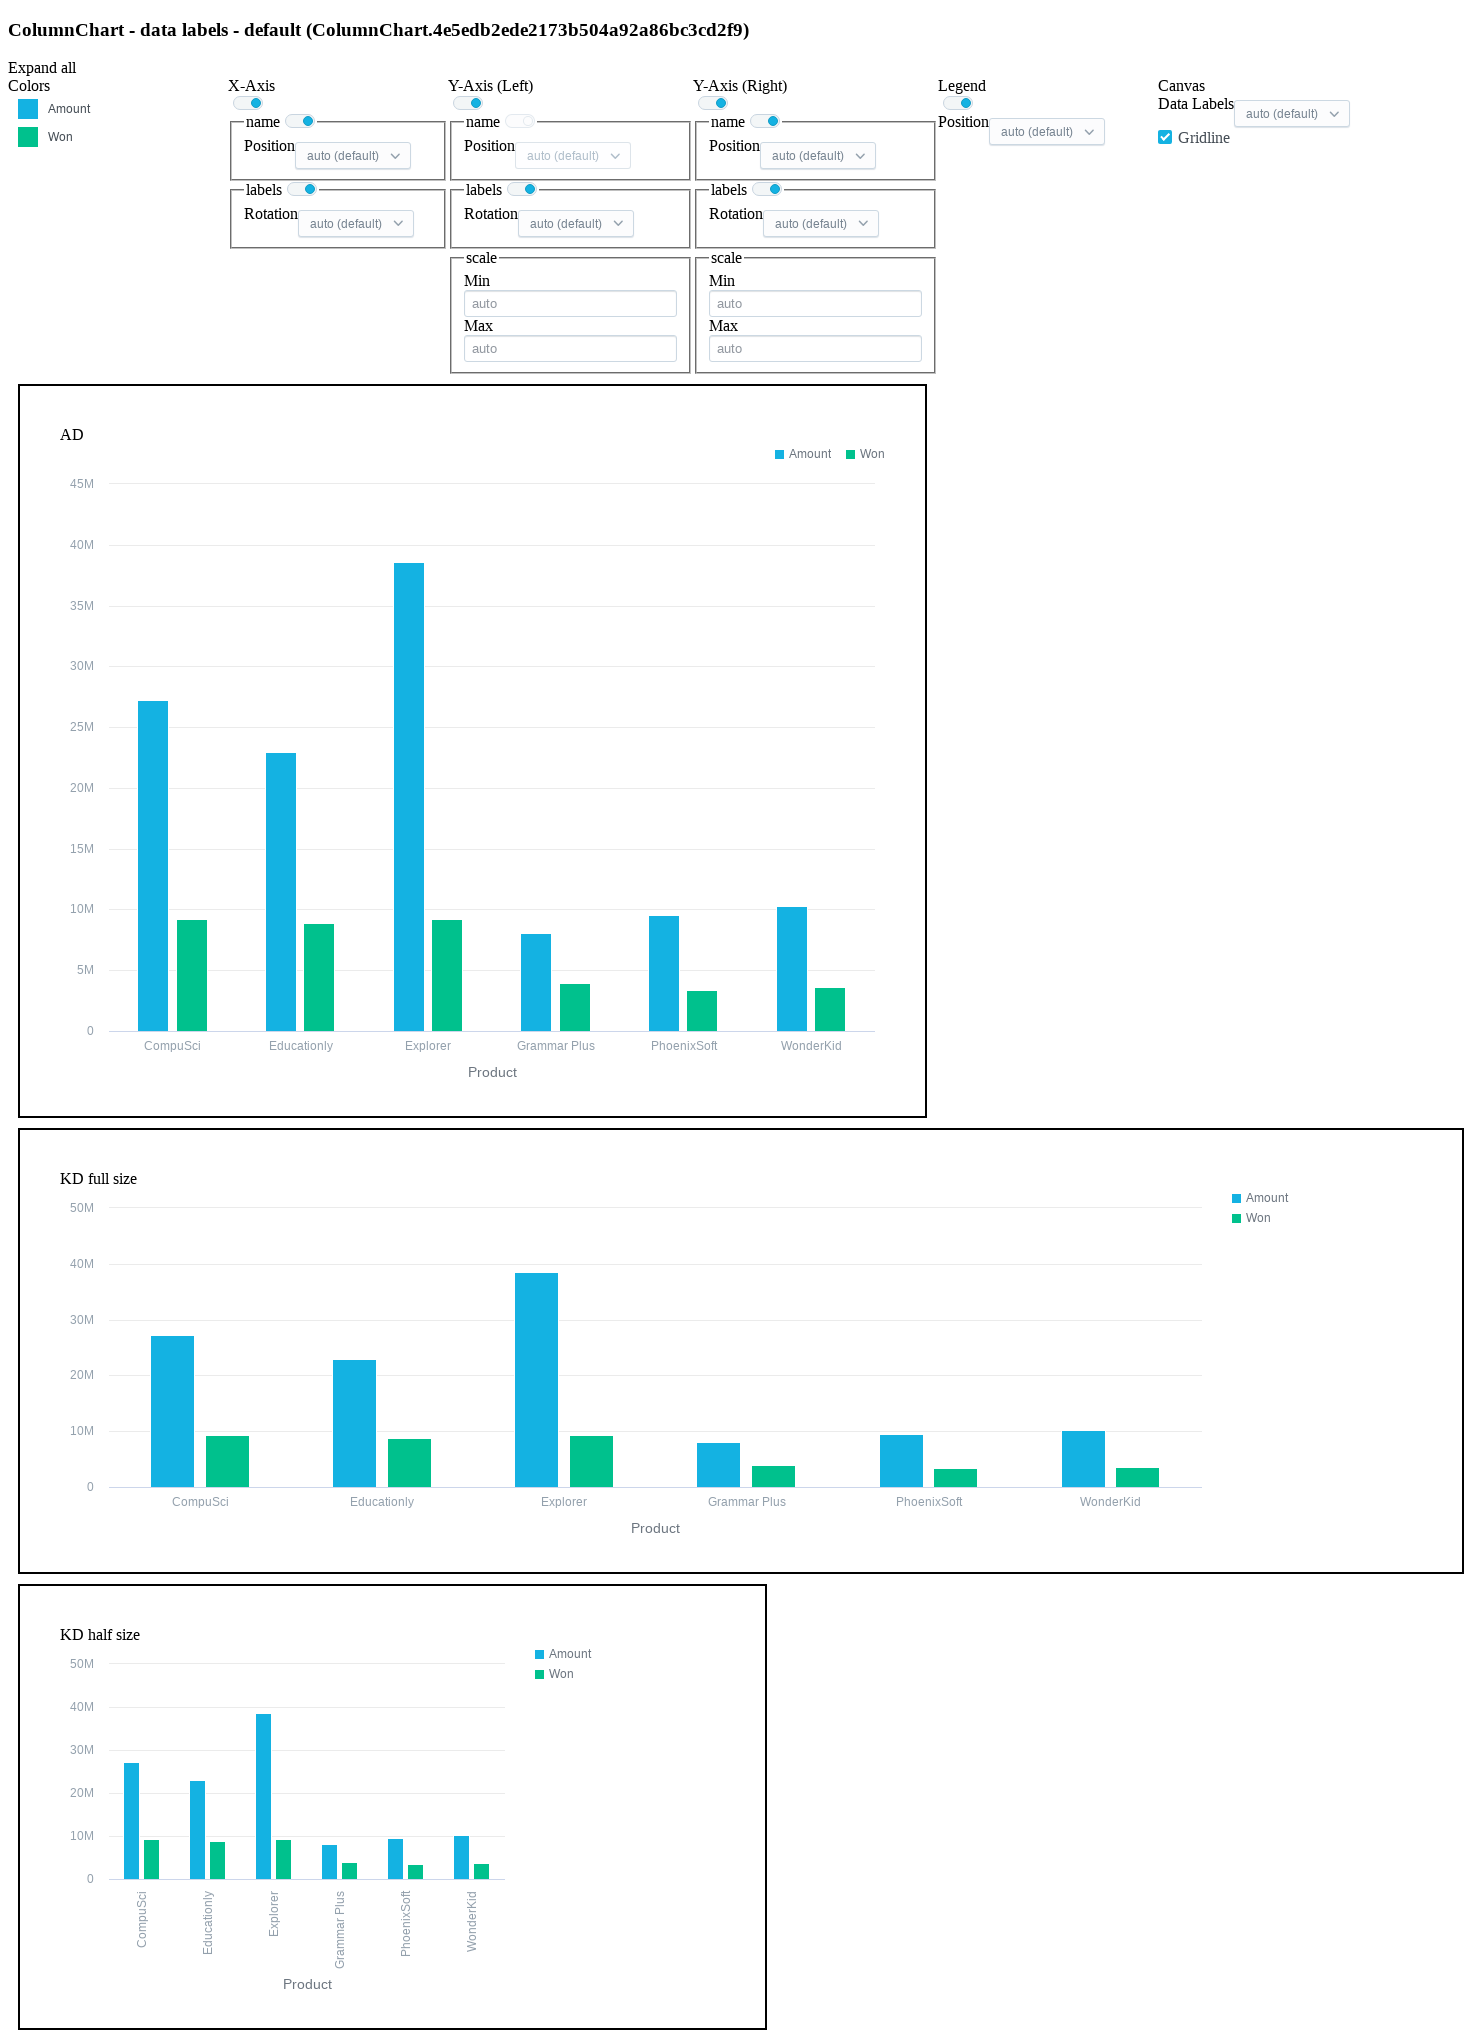 ColumnChart - data labels - default (ColumnChart.4e5edb2ede2173b504a92a86bc3cd2f9)
Expand all
Colors
Amount
Won
X-Axis
name
Position auto (default)
labels
Rotation auto (default)
Y-Axis (Left)
name
Position auto (default)
labels
Rotation auto (default)
scale
Min
auto
Max
auto
Y-Axis (Right)
name
Position auto (default)
labels
Rotation auto (default)
scale
Min
auto
Max
auto
Legend
Position auto (default)
Canvas
Data Labels auto (default)
Gridline
AD
Amount Won
45M
40M
35M
30M
25M
20M
15M
10M
5M
0
CompuSci Educationly Explorer Grammar Plus PhoenixSoft WonderKid
Product
KD full size
Amount
Won
50M
40M
30M
20M
10M
0
CompuSci Educationly Explorer Grammar Plus PhoenixSoft WonderKid
Product
KD half size
Amount
Won
50M
40M
30M
20M
10M
0
CompuSci
Educationly
Explorer
Grammar Plus
PhoenixSoft
WonderKid
Product